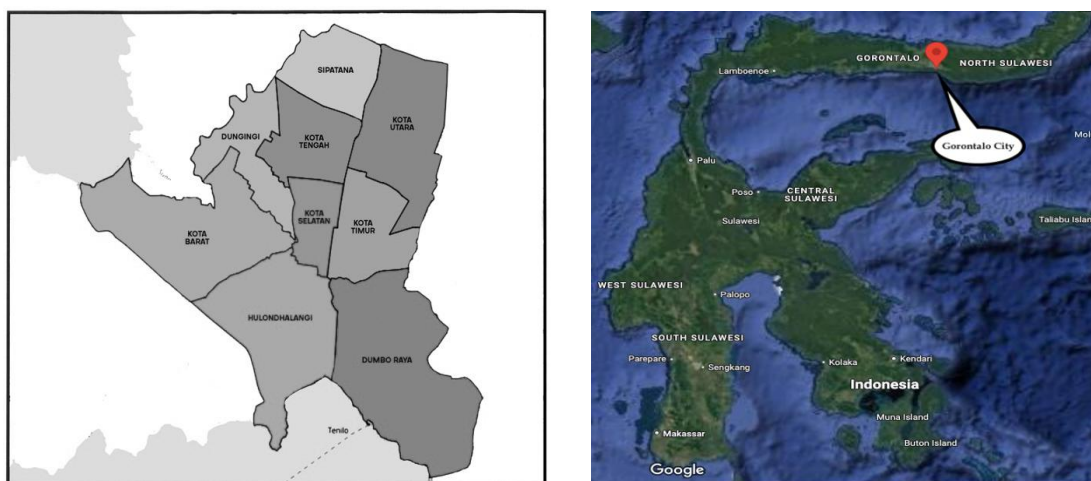 SIPATANA
KOTA
UTARA
DUNGINGI
KOTA
TENGAH
KOTA
SELATAN
KOTA
TIMUR
KOTA
BARAT
HULONDHALANGI
DUMBO RAYA
Tenilo
GORONTALO
NORTH SULAWESI
Lamboenoe
Gorontalo City
Mol
Palu
Poso
CENTRAL
SULAWESI
Sulawesi
Taliabu Islan
WEST SULAWESI
Palopo
SOUTH SULAWESI
Parepare
Sengkang
Kolaka
Kendari
Indonesia
Muna Island
Buton Island
Makassar
Google